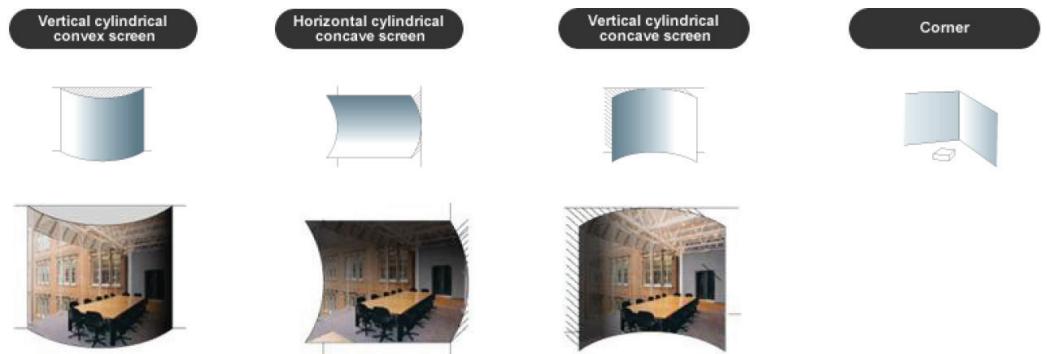 Vertical cylindrical
convex screen
Horizontal cylindrical
concave screen
Vertical cylindrical
concave screen
Corner